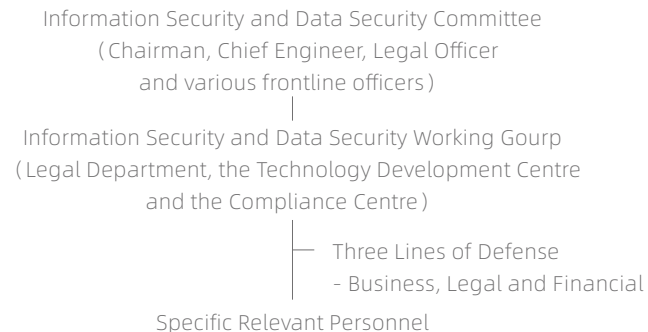 Information Security and Data Security Committee
(Chairman, Chief Engineer, Legal Officer
and various frontline officers)
Information Security and Data Security Working Gourp
(Legal Department, the Technology Development Centre
and the Compliance Centre)
Three Lines of Defense
- Business, Legal and Financial
Specific Relevant Personnel